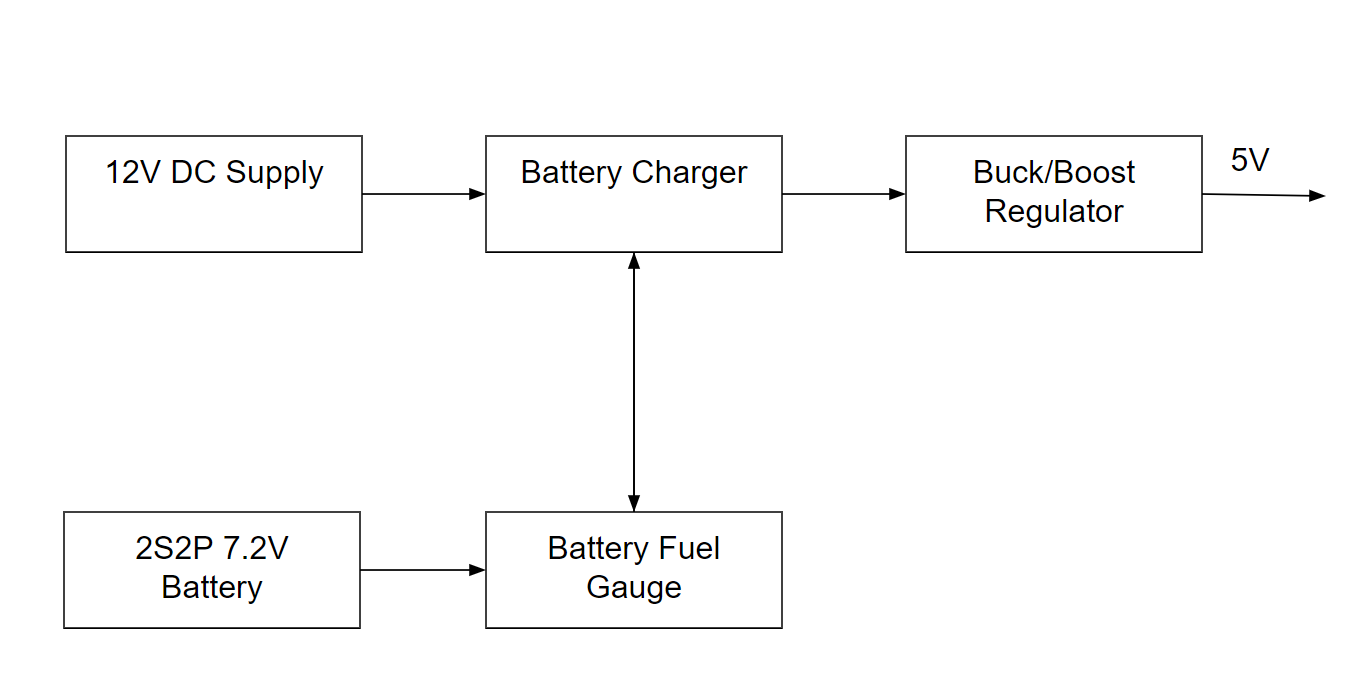 12V DC Supply
Battery Charger
Buck/Boost
Regulator
5V
2S2P 7.2V
Battery
Battery Fuel
Gauge